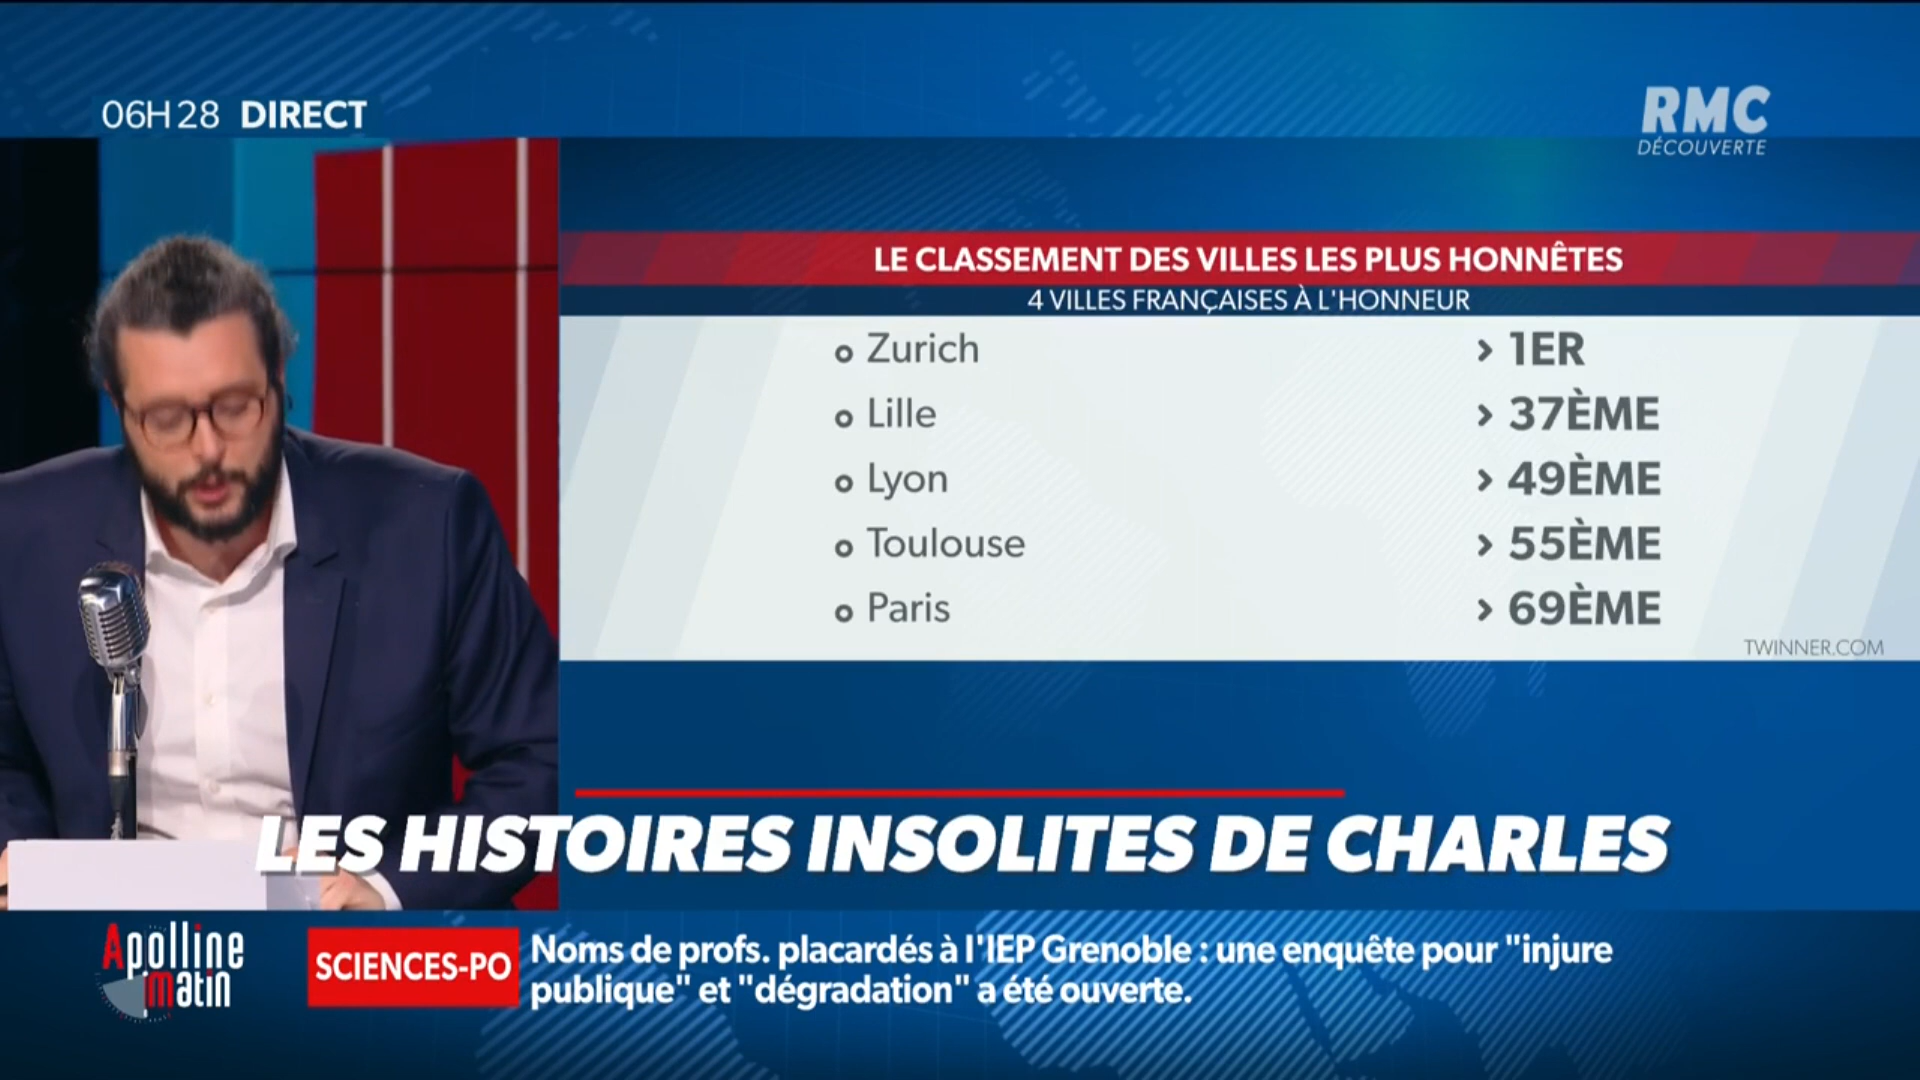 06H28 DIRECT
RMC
DÉCOUVERTE
LE CLASSEMENT DES VILLES LES PLUS HONNÊTES
4 VILLES FRANÇAISES À L'HONNEUR
Zurich > 1ER
Lille > 37ÈME
Lyon > 49ÈME
Toulouse > 55ÈME
Paris > 69ÈME
TWINNER.COM
LES HISTOIRES INSOLITES DE CHARLES
Apolline
matin
SCIENCES-PO
Noms de profs. placardés à l'IEP Grenoble : une enquête pour "injure
publique" et "dégradation" a été ouverte.